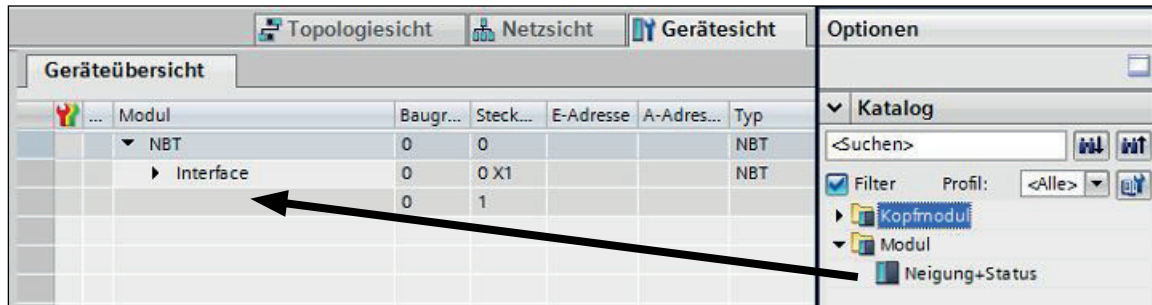 Topologiesicht Netzsicht Gerätesicht
Geräteübersicht
... Modul Baugr... Steck... E-Adresse A-Adres... Typ
NBT 0 0 NBT
Interface 0 0 X1 NBT
0 1
Optionen
Katalog
<Suchen>
Filter Profil: <Alle>
Kopfmodul
Modul
Neigung+Status